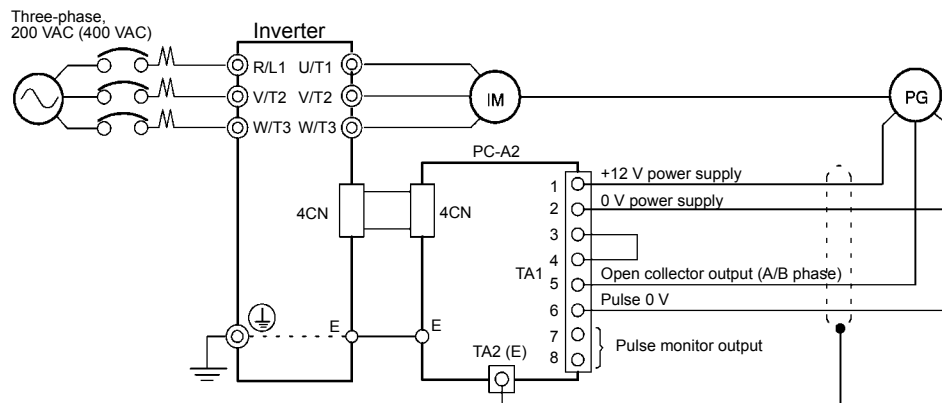 Three-phase,
200 VAC (400 VAC)
Inverter
R/L1 U/T1
V/T2 V/T2
W/T3 W/T3
IM
PG
PC-A2
4CN
4CN
1 +12 V power supply
2 0 V power supply
3
4
TA1
5 Open collector output (A/B phase)
6 Pulse 0 V
7
8
Pulse monitor output
E
E
TA2 (E)